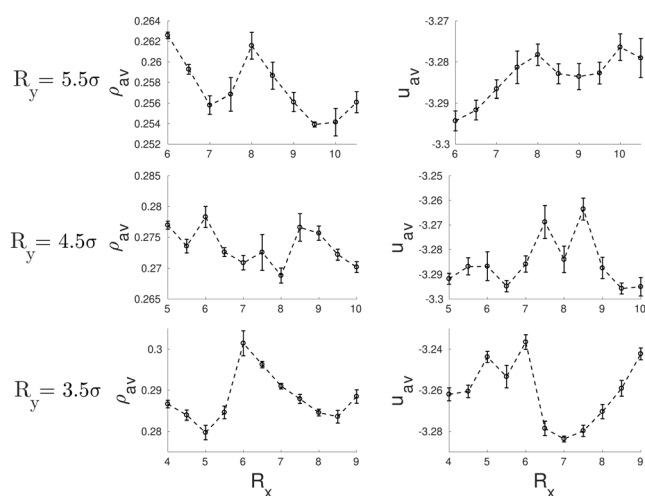 0.264
0.262
0.26
0.258
0.256
0.254
0.252
6 7 8 9 10
ρav
R_y = 5.5σ
-3.27
-3.28
-3.29
-3.3
6 7 8 9 10
u_av
0.285
0.28
0.275
0.27
0.265
5 6 7 8 9 10
ρav
R_y = 4.5σ
-3.25
-3.26
-3.27
-3.28
-3.29
-3.3
5 6 7 8 9 10
u_av
0.3
0.29
0.28
4 5 6 7 8 9
ρav
R_y = 3.5σ
R_x
-3.24
-3.26
-3.28
4 5 6 7 8 9
u_av
R_x